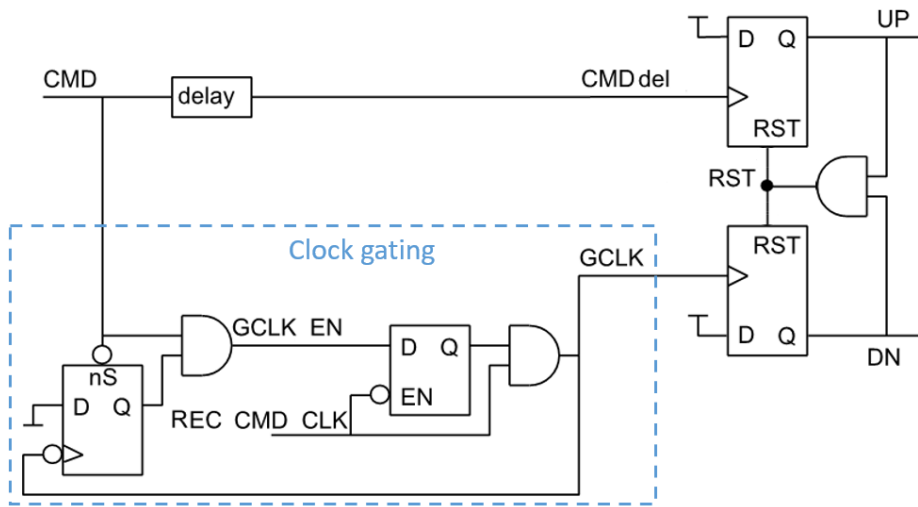 UP
D Q
CMD
delay
CMD del
RST
RST
Clock gating
GCLK
RST
GCLK EN
D Q
D Q
DN
nS
EN
D Q
REC CMD CLK